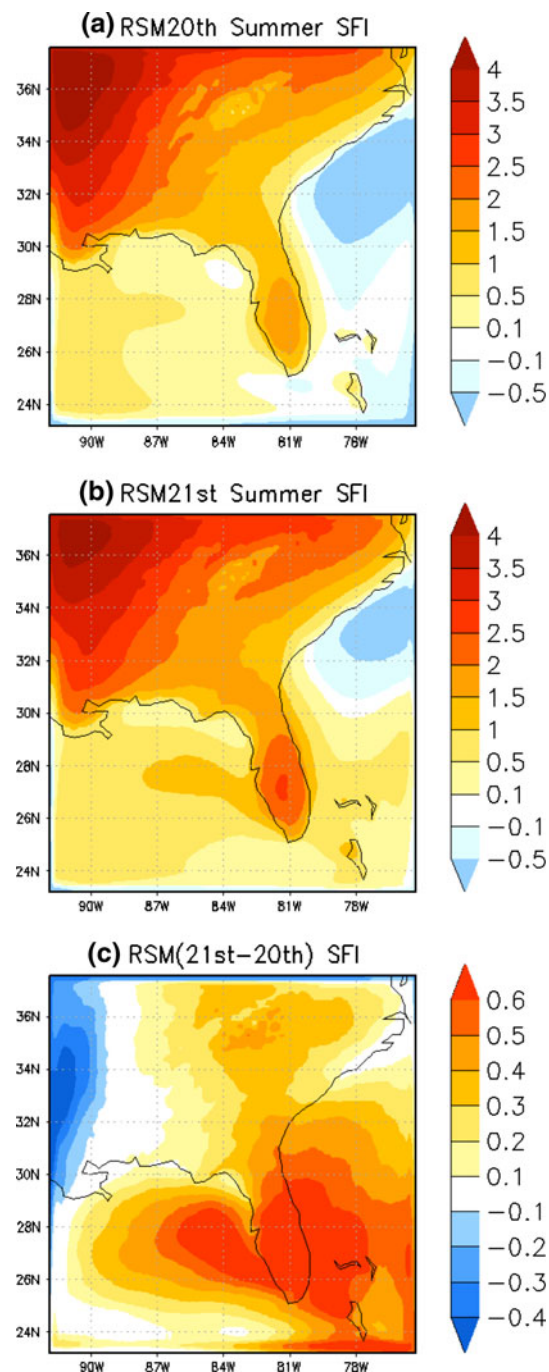 (a) RSM20th Summer SFI
36N
34N
32N
30N
28N
26N
24N
90W 87W 84W 81W 78W
4
3.5
3
2.5
2
1.5
1
0.5
0.1
−0.1
−0.5
(b) RSM21st Summer SFI
36N
34N
32N
30N
28N
26N
24N
90W 87W 84W 81W 78W
4
3.5
3
2.5
2
1.5
1
0.5
0.1
−0.1
−0.5
(c) RSM(21st−20th) SFI
36N
34N
32N
30N
28N
26N
24N
90W 87W 84W 81W 78W
0.6
0.5
0.4
0.3
0.2
0.1
−0.1
−0.2
−0.3
−0.4